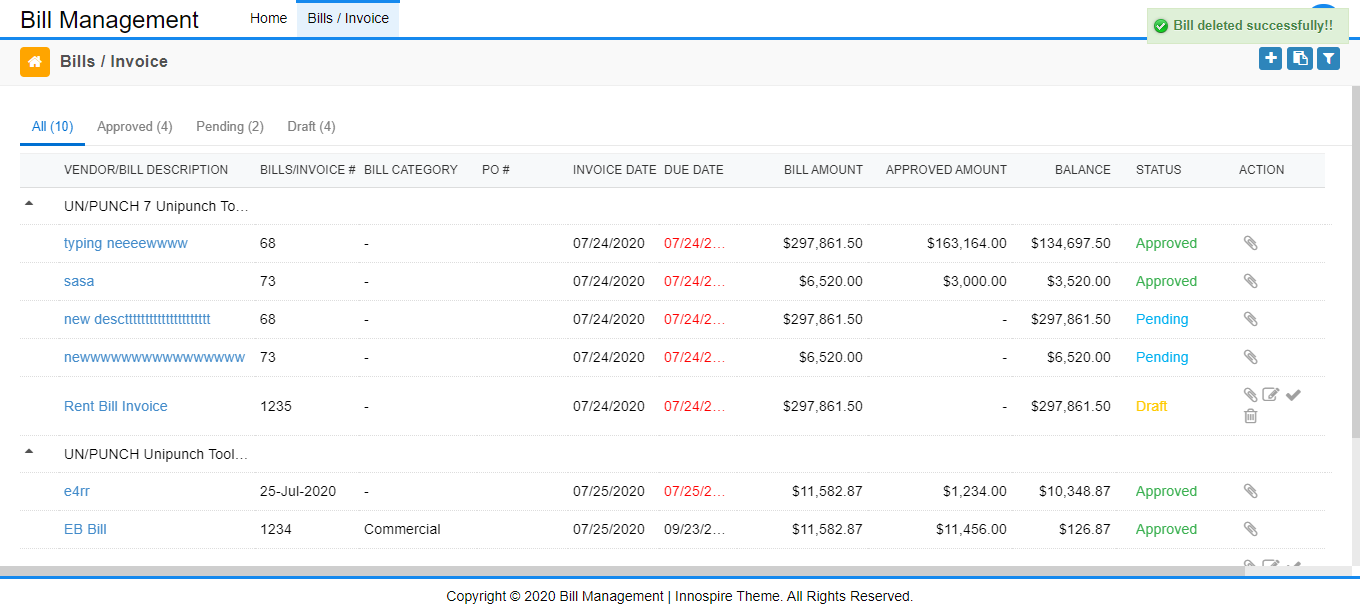 Bill Management Home Bills / Invoice
Bill deleted successfully!!
Bills / Invoice
All (10) Approved (4) Pending (2) Draft (4)
VENDOR/BILL DESCRIPTION BILLS/INVOICE # BILL CATEGORY PO # INVOICE DATE DUE DATE BILL AMOUNT APPROVED AMOUNT BALANCE STATUS ACTION
UN/PUNCH 7 Unipunch To...
typing neeeewwww 68 - 07/24/2020 07/24/2... $297,861.50 $163,164.00 $134,697.50 Approved
sasa 73 - 07/24/2020 07/24/2... $6,520.00 $3,000.00 $3,520.00 Approved
new desctttttttttttttttttttttt 68 - 07/24/2020 07/24/2... $297,861.50 - $297,861.50 Pending
newwwwwwwwwwwwwwwww 73 - 07/24/2020 07/24/2... $6,520.00 - $6,520.00 Pending
Rent Bill Invoice 1235 - 07/24/2020 07/24/2... $297,861.50 - $297,861.50 Draft
UN/PUNCH Unipunch Tool...
e4rr 25-Jul-2020 - 07/25/2020 07/25/2... $11,582.87 $1,234.00 $10,348.87 Approved
EB Bill 1234 Commercial 07/25/2020 09/23/2... $11,582.87 $11,456.00 $126.87 Approved
Copyright © 2020 Bill Management | Innospire Theme. All Rights Reserved.